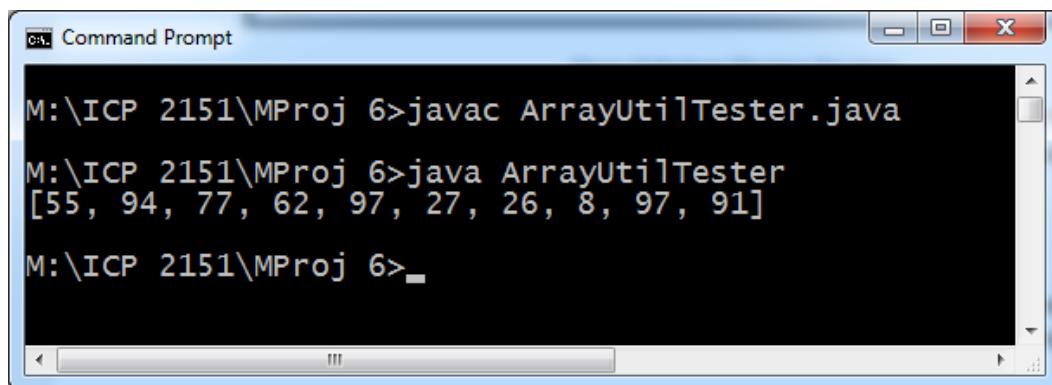 Command Prompt
M:\ICP 2151\MProj 6>javac ArrayUtilTester.java
M:\ICP 2151\MProj 6>java ArrayUtilTester
[55, 94, 77, 62, 97, 27, 26, 8, 97, 91]
M:\ICP 2151\MProj 6>_